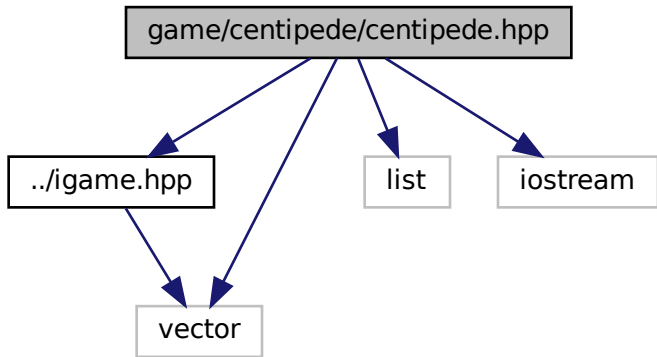 game/centipede/centipede.hpp
../igame.hpp
list
iostream
vector